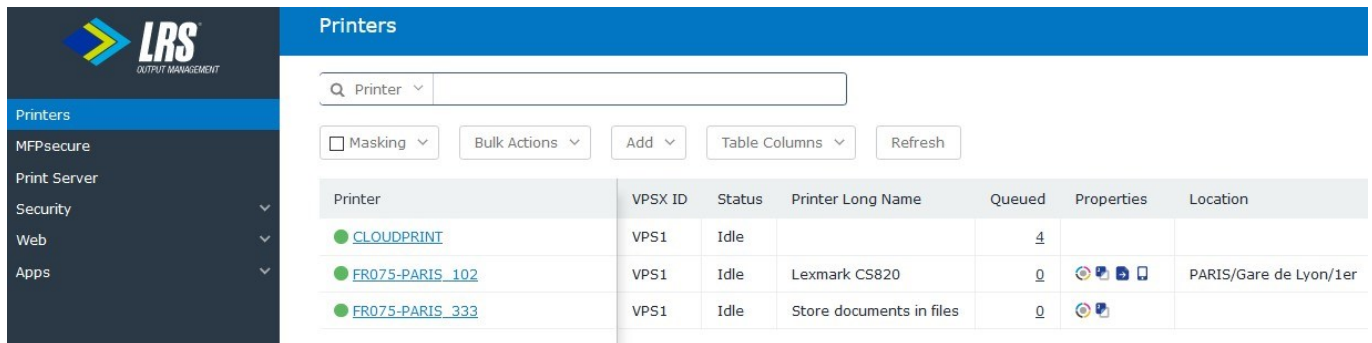 LRS
OUTPUT MANAGEMENT
Printers
MFPsecure
Print Server
Security
Web
Apps
Printers
Printer
Masking Bulk Actions Add Table Columns Refresh
Printer VPSX ID Status Printer Long Name Queued Properties Location
CLOUDPRINT VPS1 Idle 4
FR075-PARIS_102 VPS1 Idle Lexmark CS820 0 PARIS/Gare de Lyon/1er
FR075-PARIS_333 VPS1 Idle Store documents in files 0